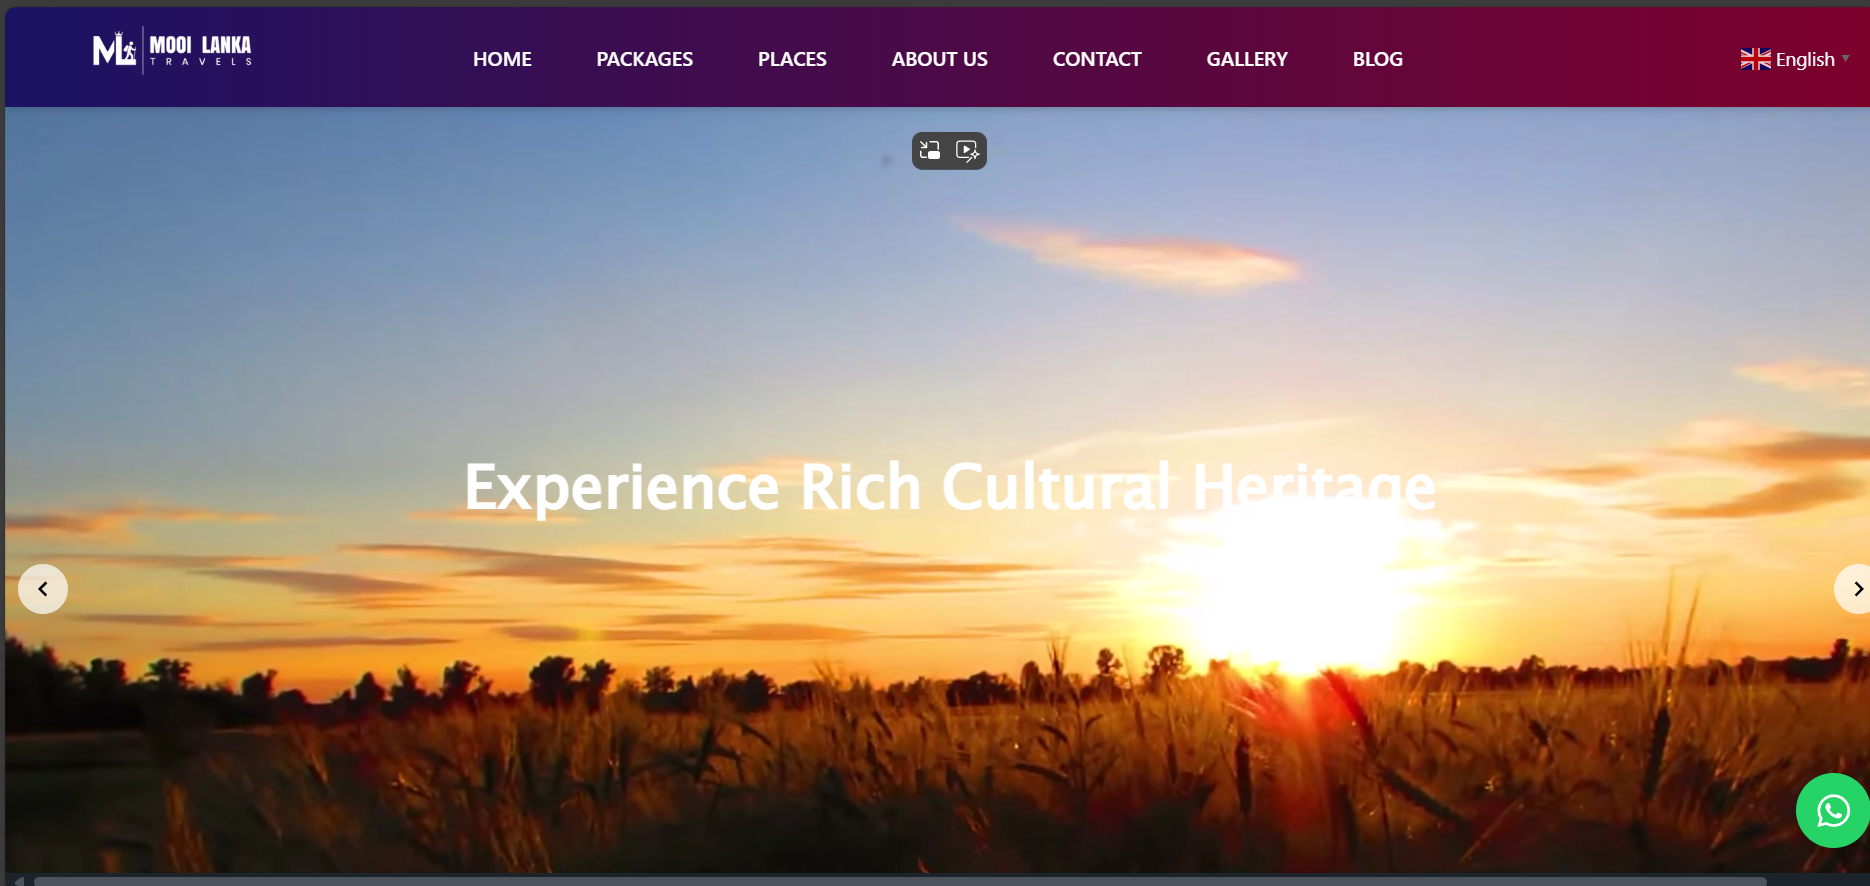 ML MOOI LANKA
TRAVELS
HOME PACKAGES PLACES ABOUT US CONTACT GALLERY BLOG
English
Experience Rich Cultural Heritage